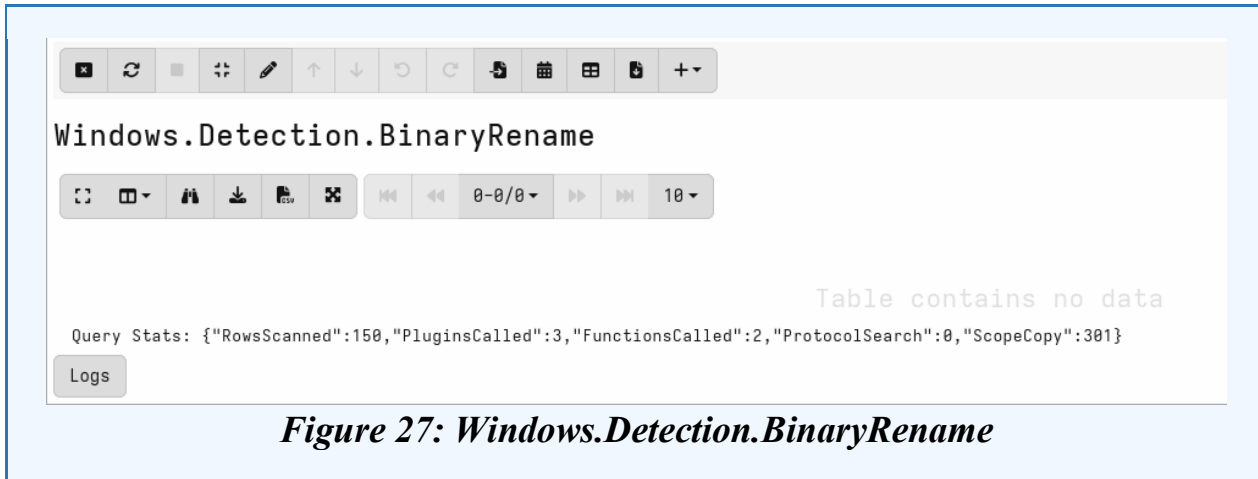 Windows.Detection.BinaryRename
CSV
0-0/0
10
Table contains no data
Query Stats: {"RowsScanned":150,"PluginsCalled":3,"FunctionsCalled":2,"ProtocolSearch":0,"ScopeCopy":301}
Logs
Figure 27: Windows.Detection.BinaryRename